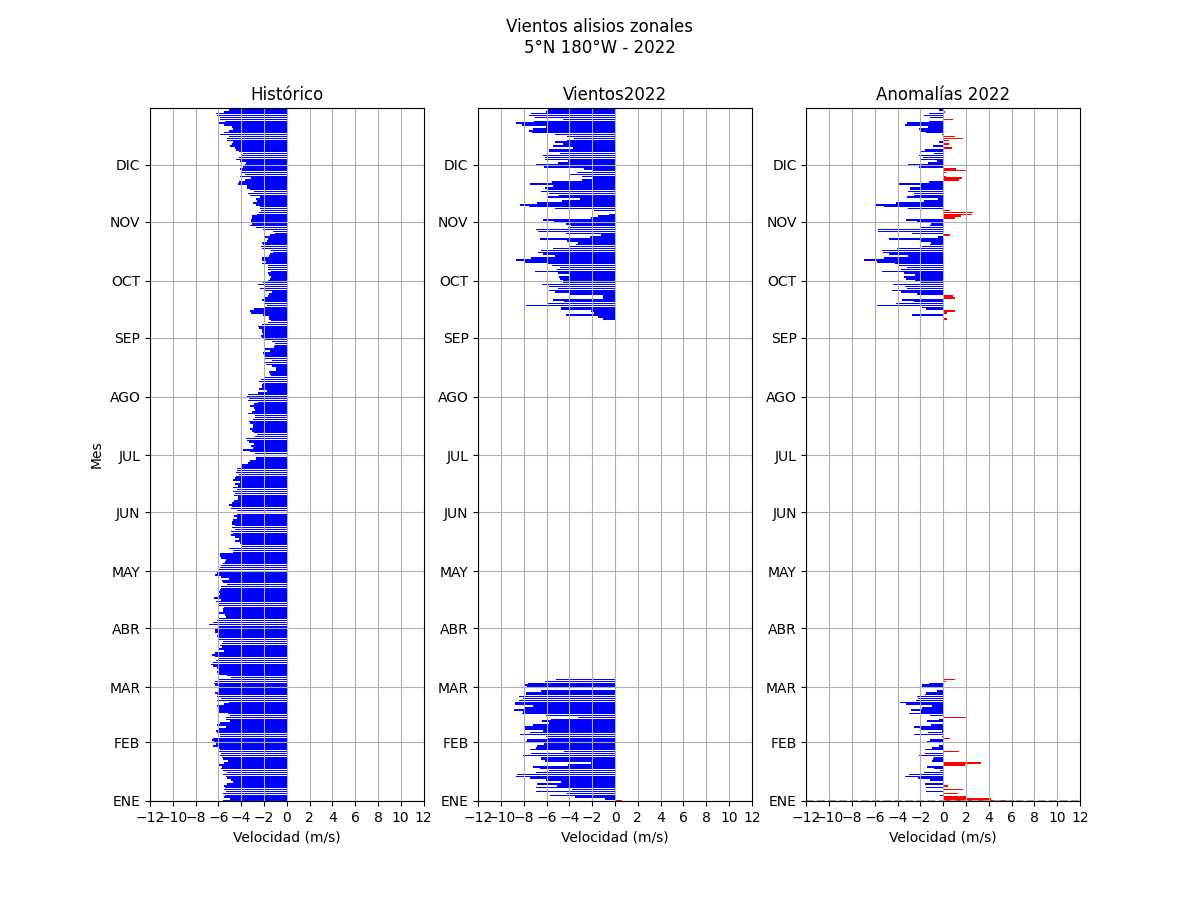 Vientos alisios zonales
5°N 180°W - 2022
Histórico
Vientos2022
Anomalías 2022
Mes
DIC
NOV
OCT
SEP
AGO
JUL
JUN
MAY
ABR
MAR
FEB
ENE
−12 −10 −8 −6 −4 −2 0 2 4 6 8 10 12
Velocidad (m/s)
DIC
NOV
OCT
SEP
AGO
JUL
JUN
MAY
ABR
MAR
FEB
ENE
−12 −10 −8 −6 −4 −2 0 2 4 6 8 10 12
Velocidad (m/s)
DIC
NOV
OCT
SEP
AGO
JUL
JUN
MAY
ABR
MAR
FEB
ENE
−12 −10 −8 −6 −4 −2 0 2 4 6 8 10 12
Velocidad (m/s)